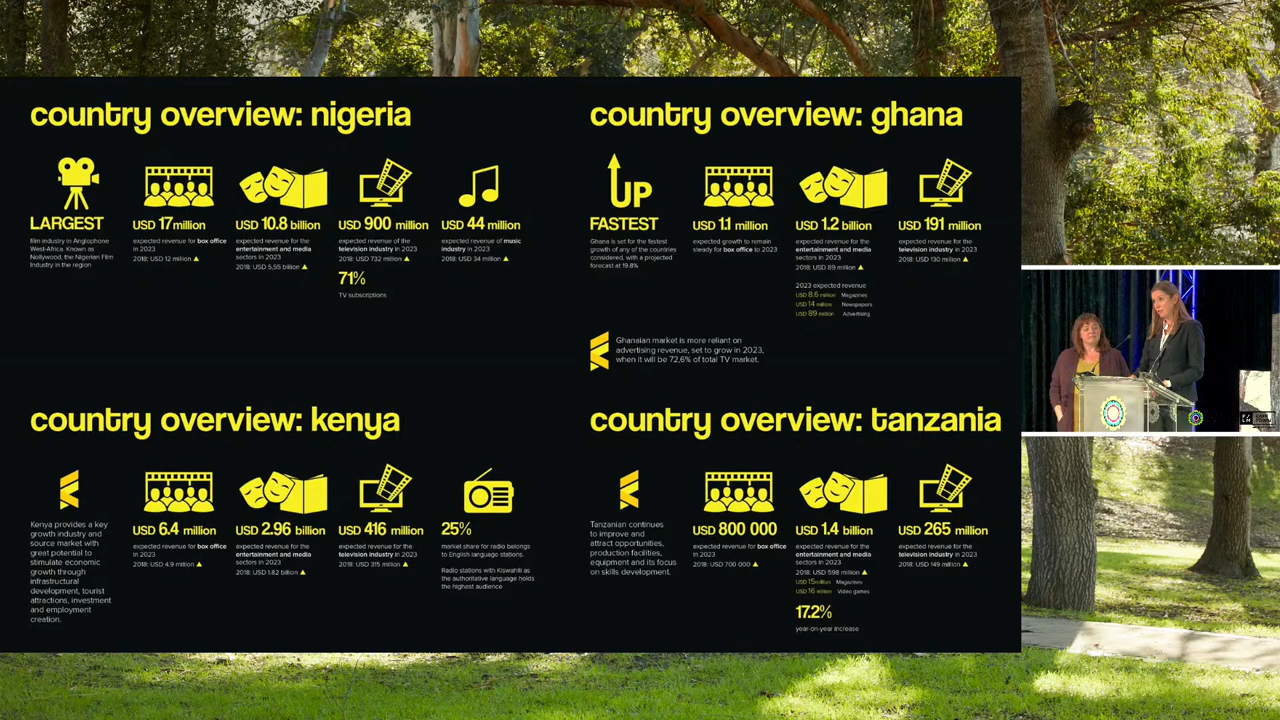 country overview: nigeria
LARGEST
film industry in Anglophone
West-Africa. Known as
Nollywood, the Nigerian Film
Industry in the region
USD 17 million
expected revenue for box office
in 2023
2018: USD 12 million ▲
USD 10.8 billion
expected revenue for the
entertainment and media
sectors in 2023
2018: USD 5,55 billion ▲
USD 900 million
expected revenue of the
television industry in 2023
2018: USD 732 million ▲
71%
TV subscriptions
USD 44 million
expected revenue of music
industry in 2023
2018: USD 34 million ▲
country overview: ghana
UP
FASTEST
Ghana is set for the fastest
growth of any of the countries
considered, with a projected
forecast at 19.8%
USD 1.1 million
expected growth to remain
steady for box office to 2023
USD 1.2 billion
expected revenue for the
entertainment and media
sectors in 2023
2018: USD 89 million ▲
2023 expected revenue
USD 8,6 million Magazines
USD 14 million Newspapers
USD 89 million Advertising
USD 191 million
expected revenue for the
television industry in 2023
2018: USD 130 million ▲
Ghanaian market is more reliant on
advertising revenue, set to grow in 2023,
when it will be 72,6% of total TV market.
country overview: kenya
Kenya provides a key
growth industry and
source market with
great potential to
stimulate economic
growth through
infrastructural
development, tourist
attractions, investment
and employment
creation.
USD 6.4 million
expected revenue for box office
in 2023
2018: USD 4.9 million ▲
USD 2.96 billion
expected revenue for the
entertainment and media
sectors in 2023
2018: USD 1.82 billion ▲
USD 416 million
expected revenue for the
television industry in 2023
2018: USD 315 million ▲
25%
market share for radio belongs
to English language stations.
Radio stations with Kiswahili as
the authoritative language holds
the highest audience
country overview: tanzania
Tanzanian continues
to improve and
attract opportunities,
production facilities,
equipment and its focus
on skills development.
USD 800 000
expected revenue for box office
in 2023
2018: USD 700 000 ▲
USD 1.4 billion
expected revenue for the
entertainment and media
sectors in 2023
2018: USD 598 million ▲
USD 15 million Magazines
USD 16 million Video games
17.2%
year-on-year increase
USD 265 million
expected revenue for the
television industry in 2023
2018: USD 149 million ▲